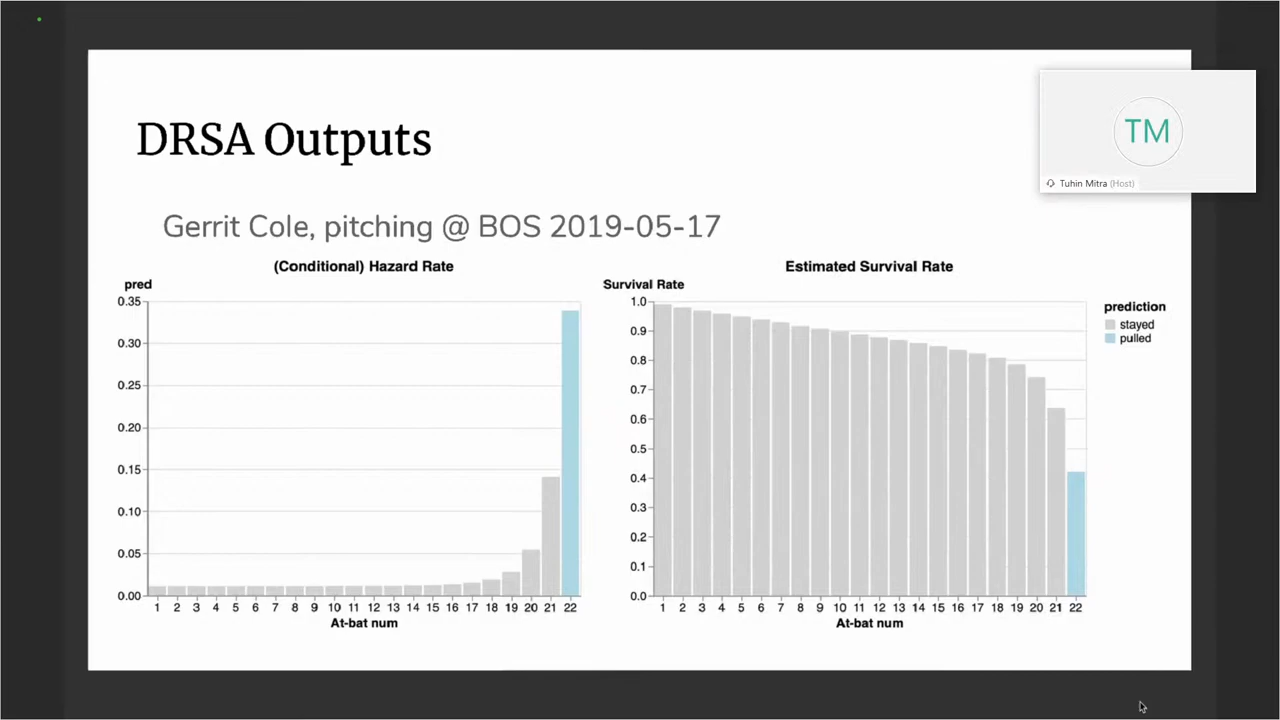 DRSA Outputs
TM
Tuhin Mitra (Host)
Gerrit Cole, pitching @ BOS 2019-05-17
(Conditional) Hazard Rate
pred
0.35
0.30
0.25
0.20
0.15
0.10
0.05
0.00
1 2 3 4 5 6 7 8 9 10 11 12 13 14 15 16 17 18 19 20 21 22
At-bat num
Estimated Survival Rate
Survival Rate
1.0
0.9
0.8
0.7
0.6
0.5
0.4
0.3
0.2
0.1
0.0
1 2 3 4 5 6 7 8 9 10 11 12 13 14 15 16 17 18 19 20 21 22
At-bat num
prediction
stayed
pulled